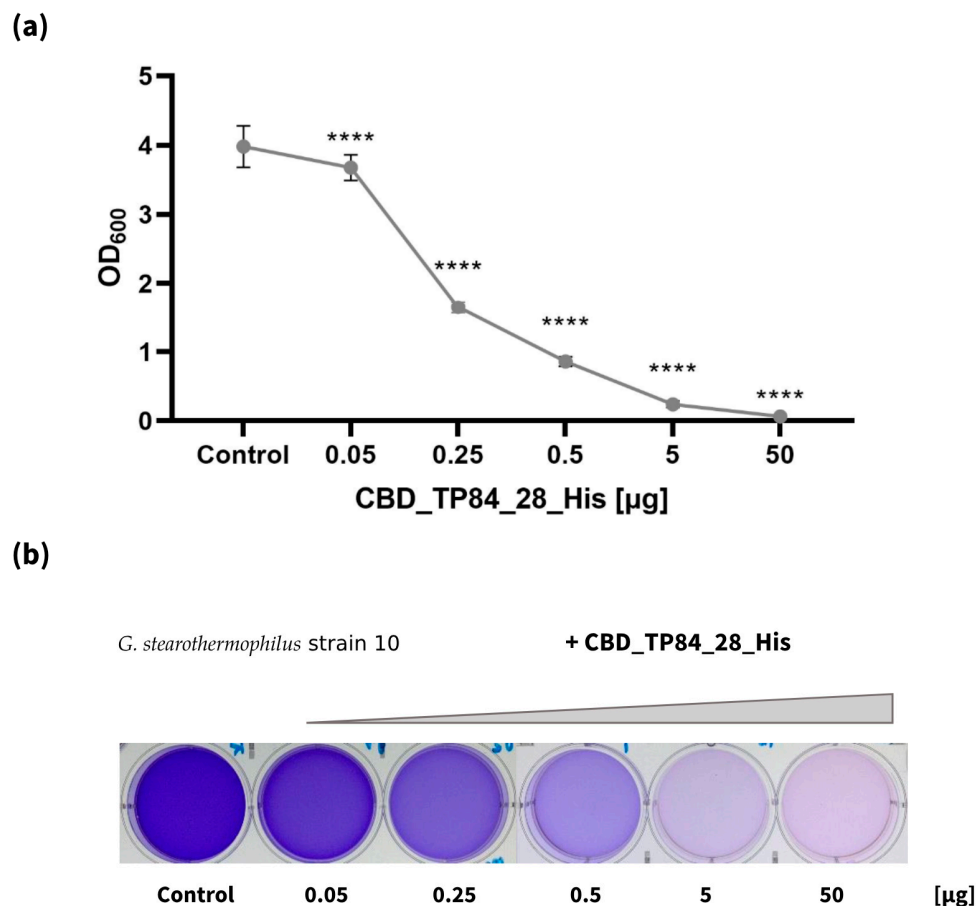 (a)
5
4
3
2
1
0
OD600
****
****
****
****
****
Control 0.05 0.25 0.5 5 50
CBD_TP84_28_His [µg]
(b)
G. stearothermophilus strain 10
+ CBD_TP84_28_His
Control 0.05 0.25 0.5 5 50 [µg]